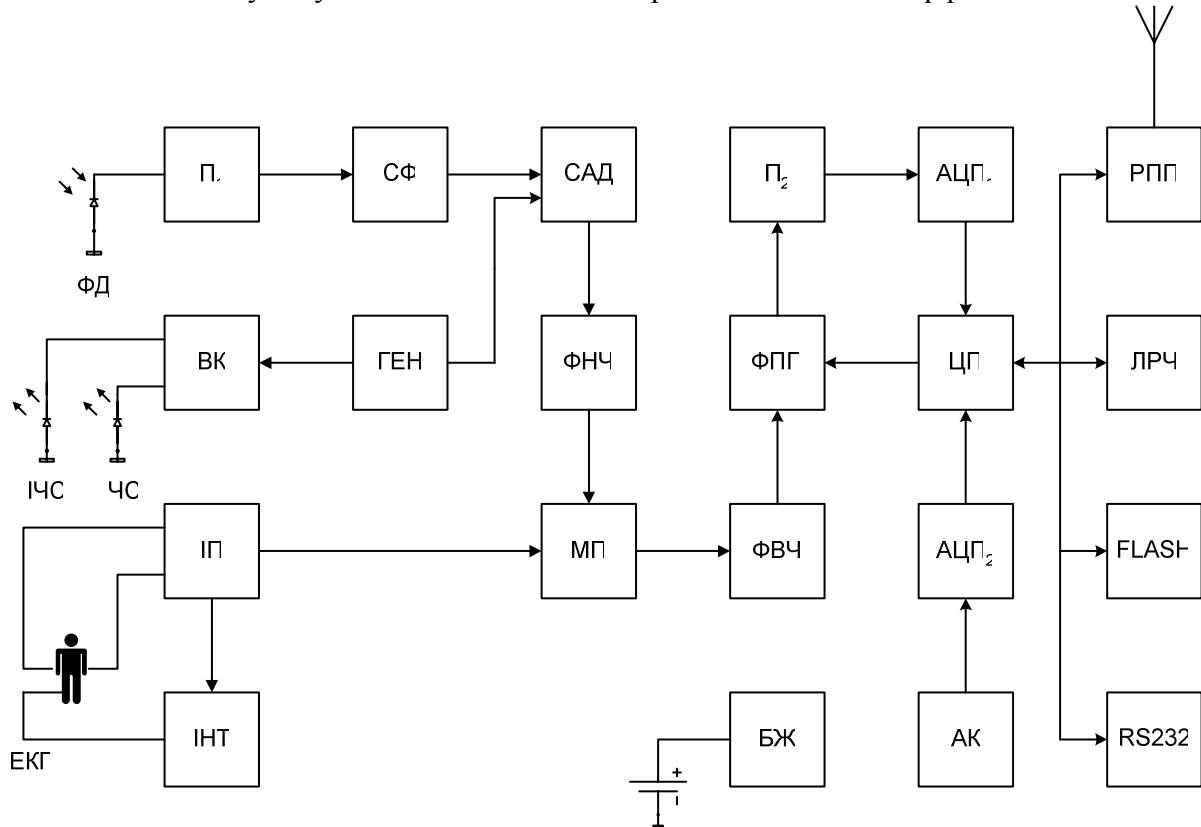 П1 СФ САД П2 АЦП1 РПП
ФД
ВК ГЕН ФНЧ ФПГ ЦП ЛРЧ
ІЧС ЧС
ІП МП ФВЧ АЦП2 FLASH
ІНТ БЖ АК RS232
ЕКГ
+